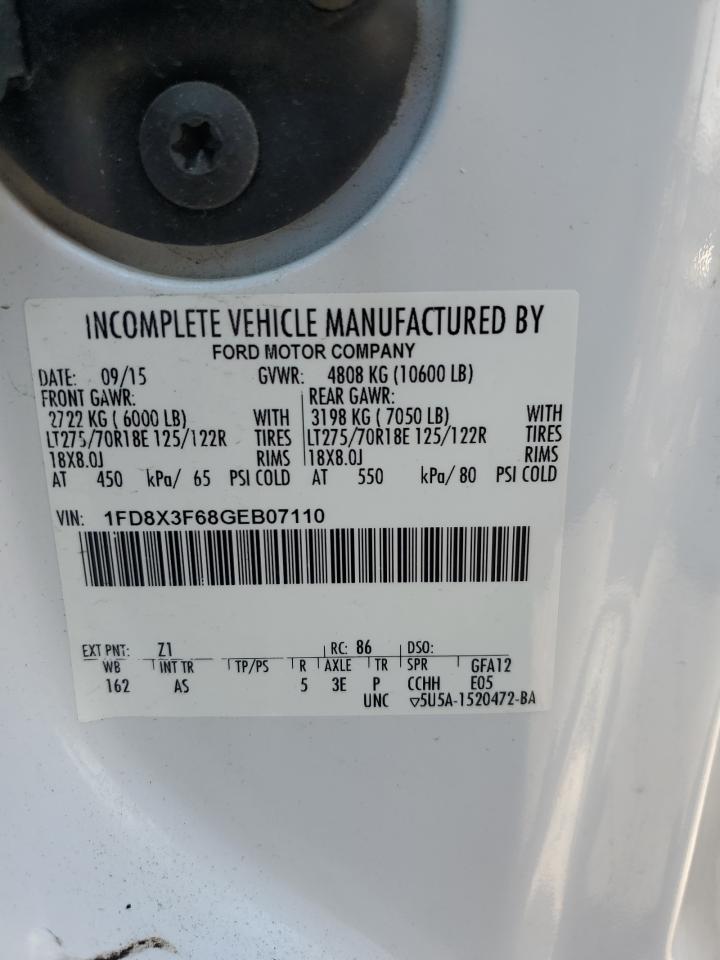 INCOMPLETE VEHICLE MANUFACTURED BY
FORD MOTOR COMPANY
DATE: 09/15 GVWR: 4808 KG (10600 LB)
FRONT GAWR: REAR GAWR:
2722 KG ( 6000 LB) WITH 3198 KG ( 7050 LB) WITH
LT275/70R18E 125/122R TIRES LT275/70R18E 125/122R TIRES
18X8.0J RIMS 18X8.0J RIMS
AT 450 kPa/ 65 PSI COLD AT 550 kPa/ 80 PSI COLD
VIN: 1FD8X3F68GEB07110
EXT PNT: Z1 RC: 86 DSO:
WB INT TR TP/PS R AXLE TR SPR GFA12
162 AS 5 3E P CCHH E05
UNC ▽5U5A-1520472-BA